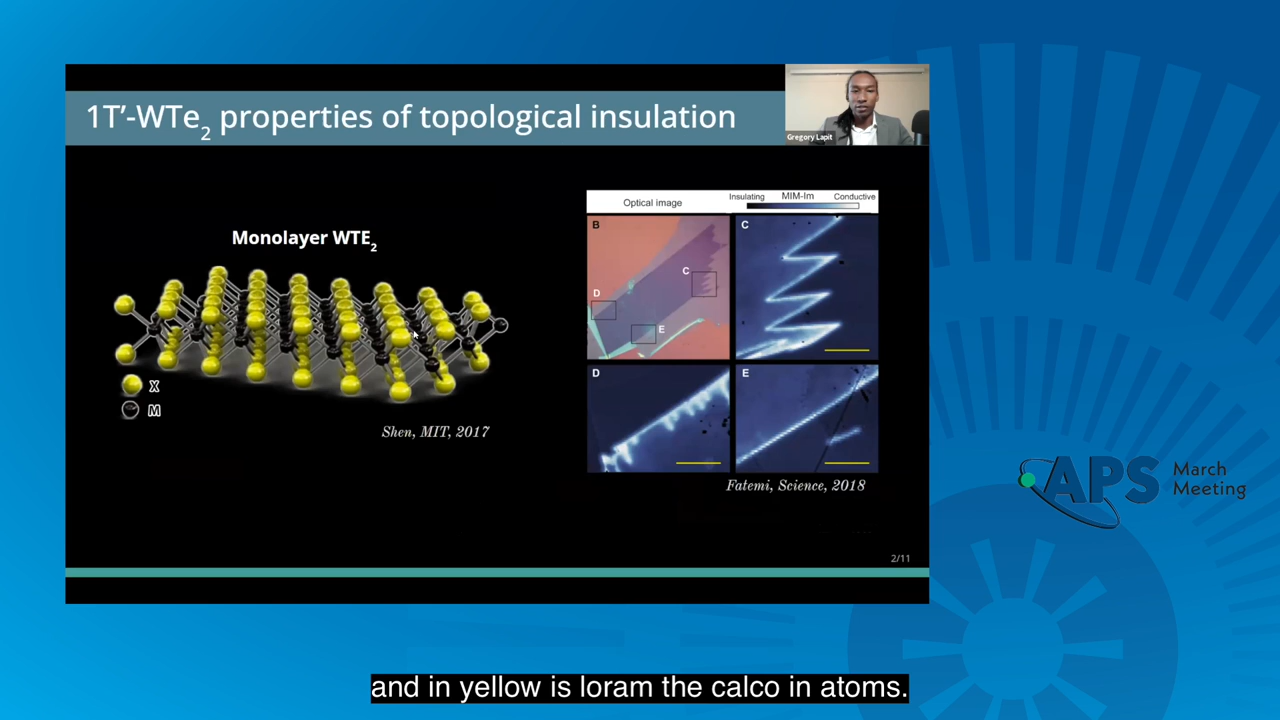 1T′-WTe₂ properties of topological insulation
Gregory Lapit
Monolayer WTE₂
X
M
Shen, MIT, 2017
Optical image
Insulating MIM-Im Conductive
B
C
D
E
C
D
E
Fatemi, Science, 2018
2/11
APS March Meeting
and in yellow is loram the calco in atoms.